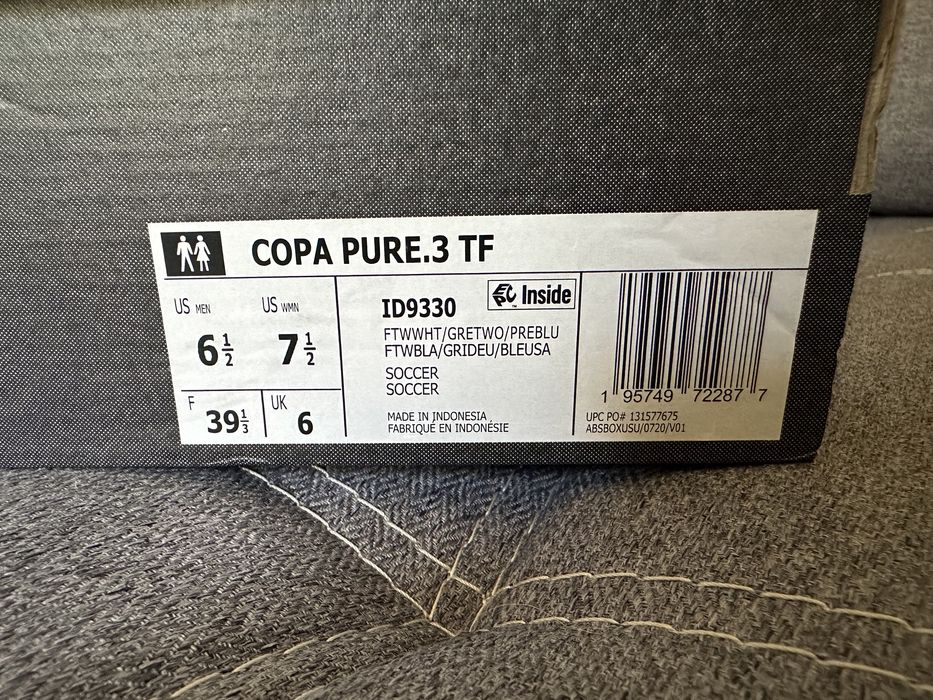 COPA PURE.3 TF
US MEN US WMN
6 1/2 7 1/2
F 39 1/3 UK 6
ID9330
Inside
FTWWHT/GRETWO/PREBLU
FTWBLA/GRIDEU/BLEUSA
SOCCER
SOCCER
MADE IN INDONESIA
FABRIQUÉ EN INDONÉSIE
1 95749 72287 7
UPC PO# 131577675
ABSBOXUSU/0720/V01